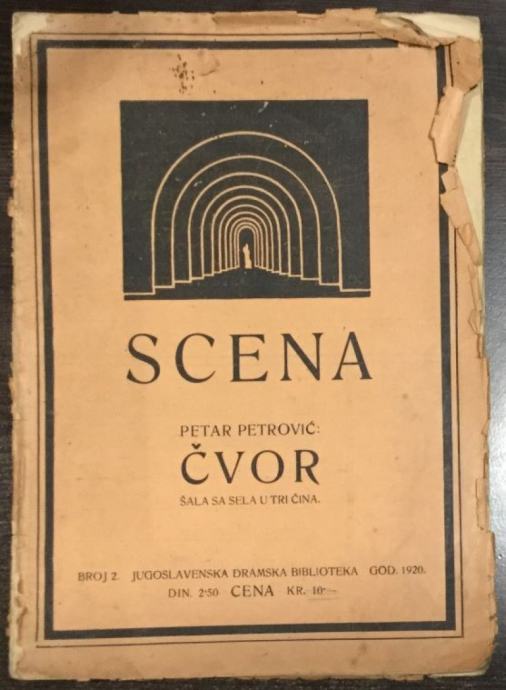 SCENA
PETAR PETROVIĆ:
ČVOR
ŠALA SA SELA U TRI ČINA.
BROJ 2. JUGOSLAVENSKA DRAMSKA BIBLIOTEKA GOD. 1920.
DIN. 2·50 CENA KR. 10·—